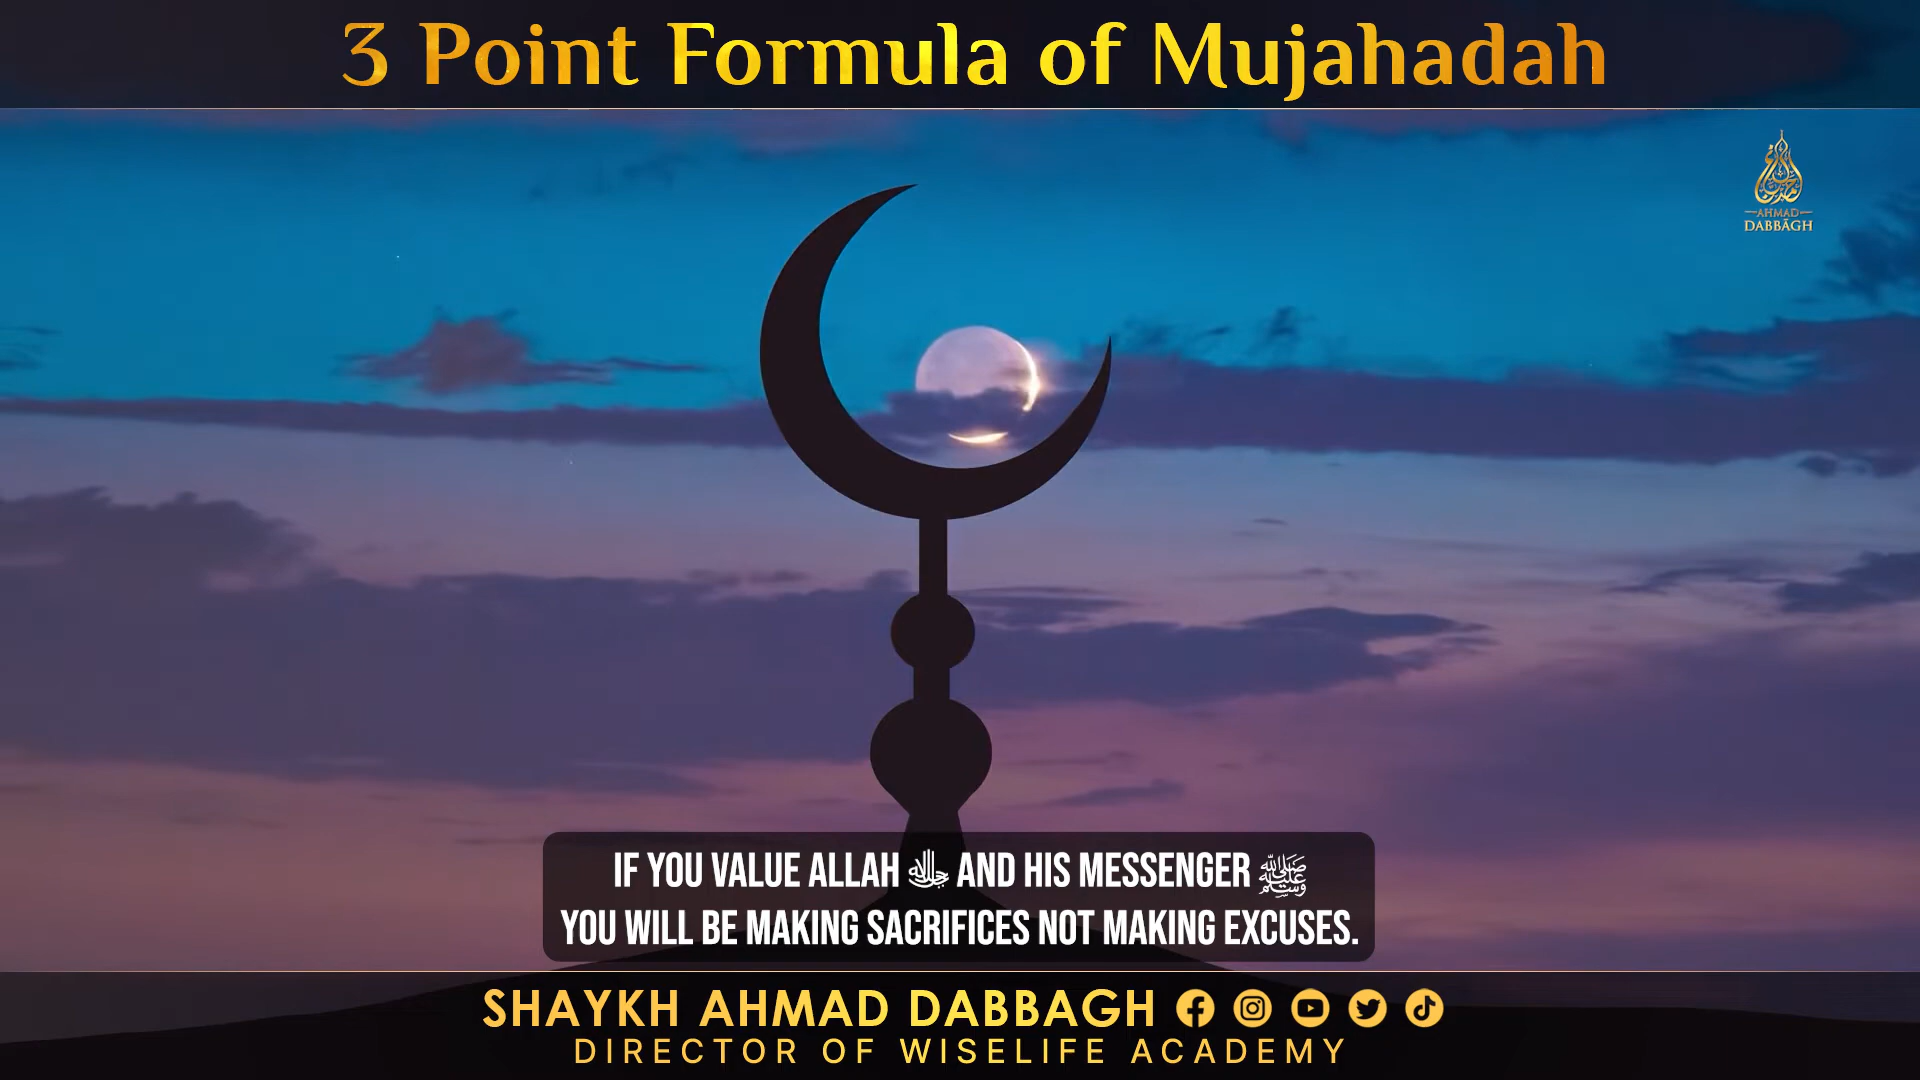 3 Point Formula of Mujahadah
AHMAD
DABBĀGH
IF YOU VALUE ALLAH ﷻ AND HIS MESSENGER ﷺ
YOU WILL BE MAKING SACRIFICES NOT MAKING EXCUSES.
SHAYKH AHMAD DABBAGH
DIRECTOR OF WISELIFE ACADEMY